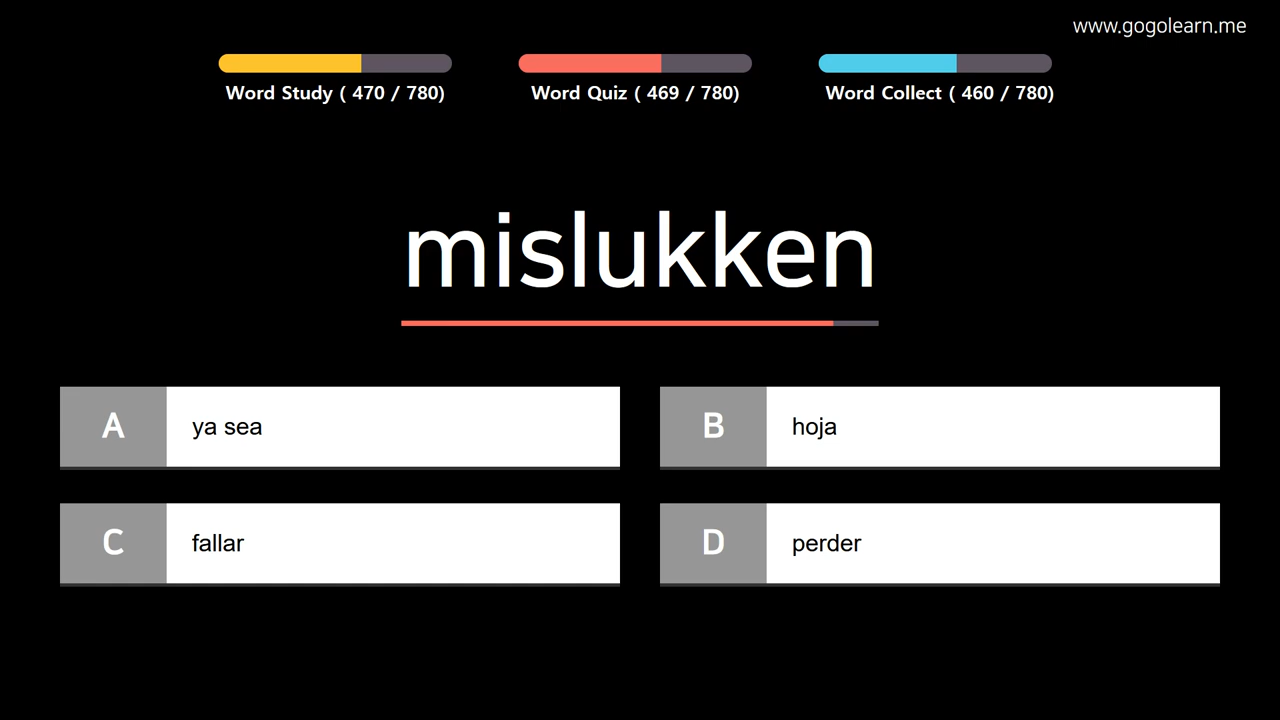 www.gogolearn.me
Word Study ( 470 / 780)
Word Quiz ( 469 / 780)
Word Collect ( 460 / 780)
mislukken
A ya sea
B hoja
C fallar
D perder